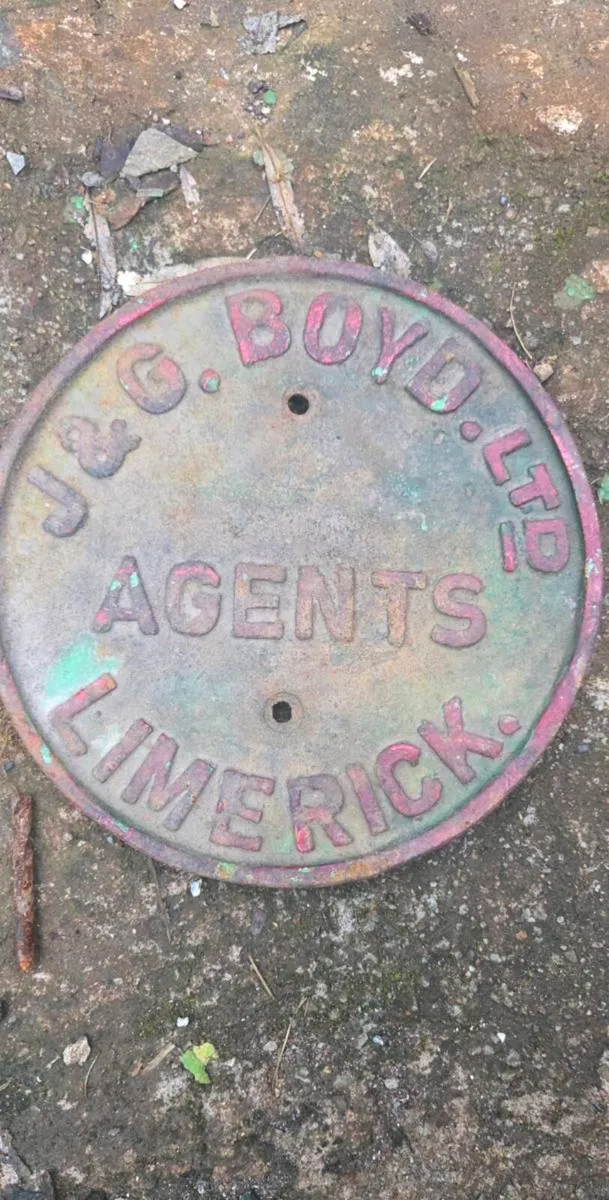 J & G. BOYD. LTD
AGENTS
LIMERICK.